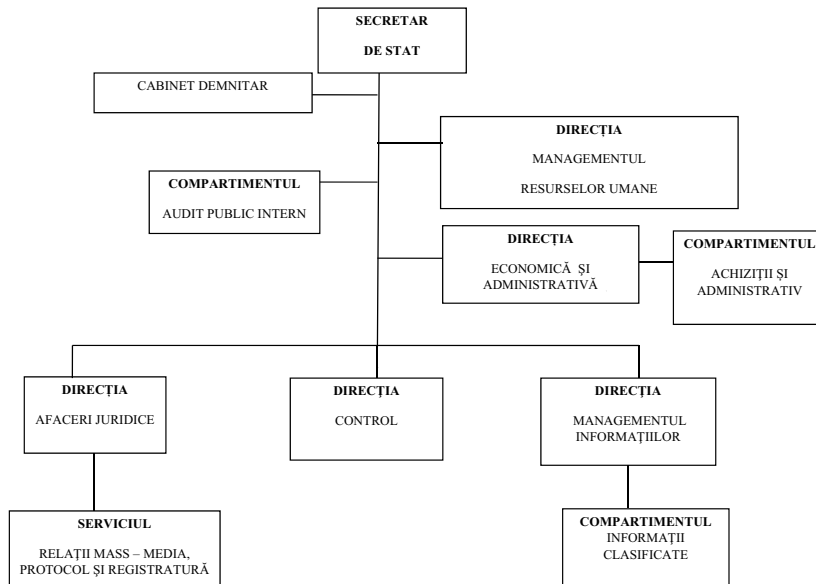 SECRETAR
DE STAT
CABINET DEMNITAR
DIRECȚIA
MANAGEMENTUL
RESURSELOR UMANE
COMPARTIMENTUL
AUDIT PUBLIC INTERN
DIRECȚIA
ECONOMICĂ ȘI
ADMINISTRATIVĂ
COMPARTIMENTUL
ACHIZIȚII ȘI
ADMINISTRATIV
DIRECȚIA
AFACERI JURIDICE
DIRECȚIA
CONTROL
DIRECȚIA
MANAGEMENTUL
INFORMAȚIILOR
SERVICIUL
RELAȚII MASS – MEDIA,
PROTOCOL ȘI REGISTRATURĂ
COMPARTIMENTUL
INFORMAȚII
CLASIFICATE